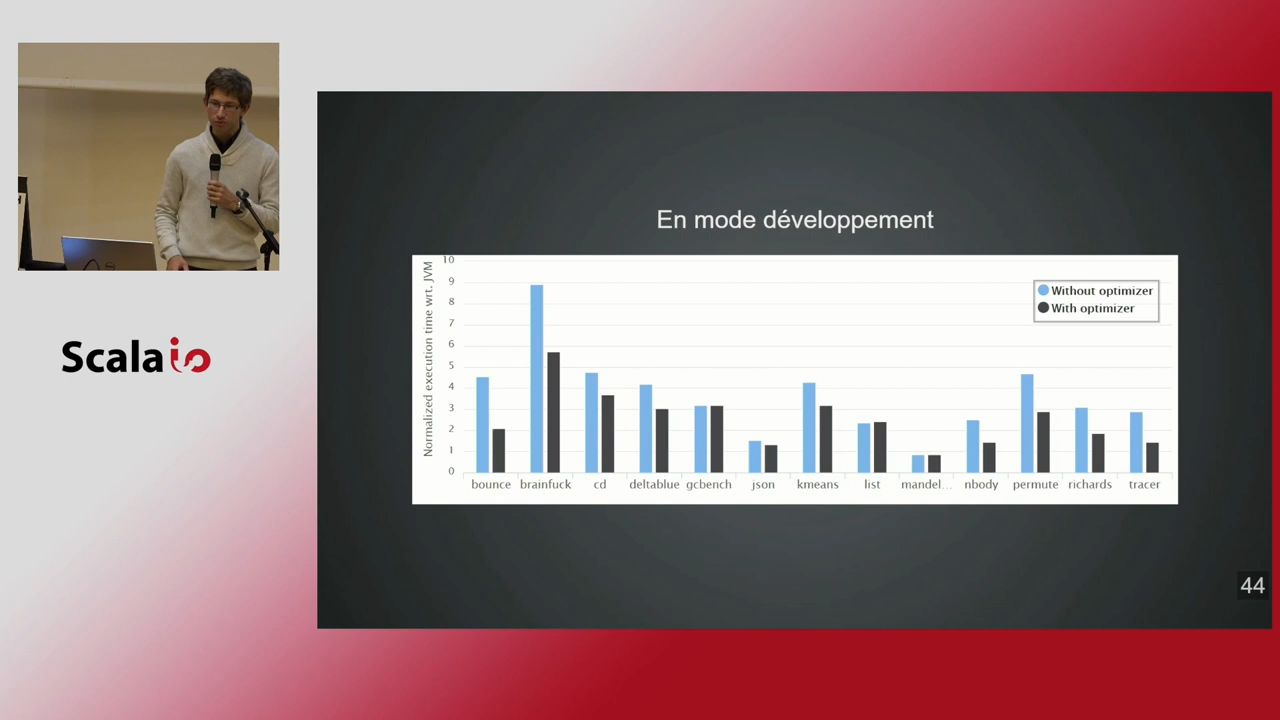 Scala io
En mode développement
Normalized execution time wrt. JVM
10
9
8
7
6
5
4
3
2
1
0
Without optimizer
With optimizer
bounce brainfuck cd deltablue gcbench json kmeans list mandel... nbody permute richards tracer
44